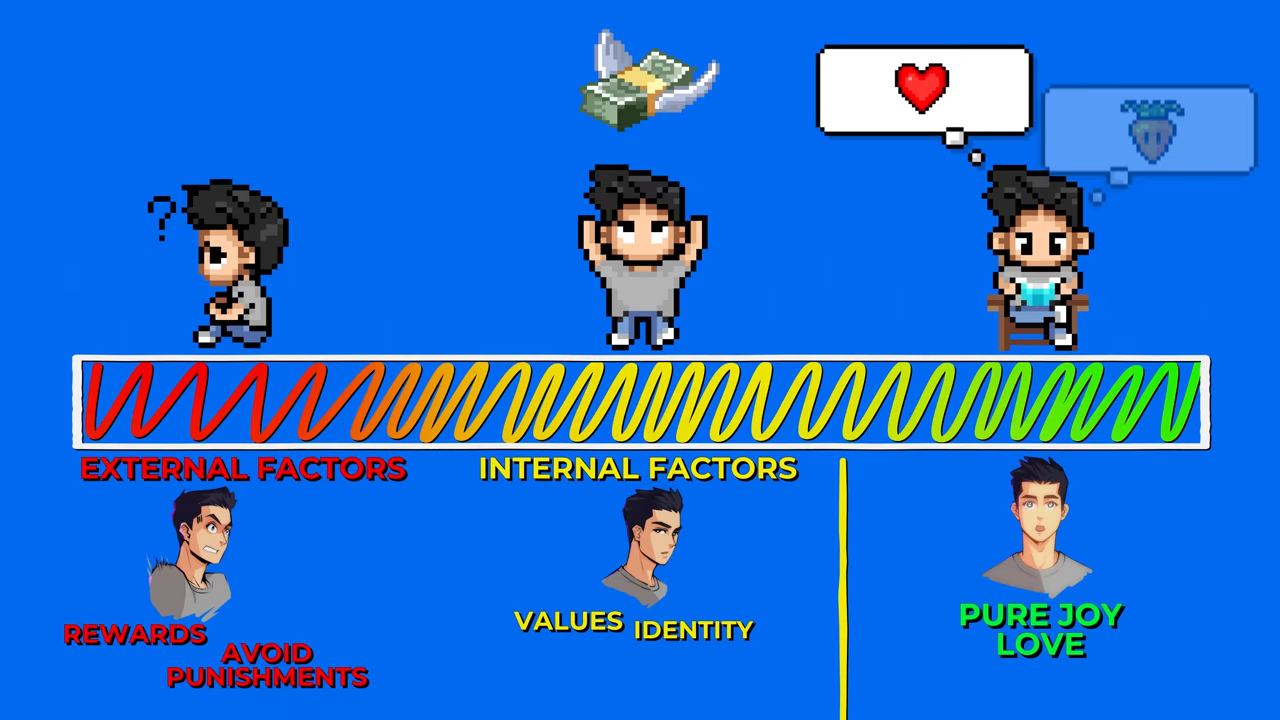 ?
EXTERNAL FACTORS
INTERNAL FACTORS
REWARDS
AVOID
PUNISHMENTS
VALUES
IDENTITY
PURE JOY
LOVE